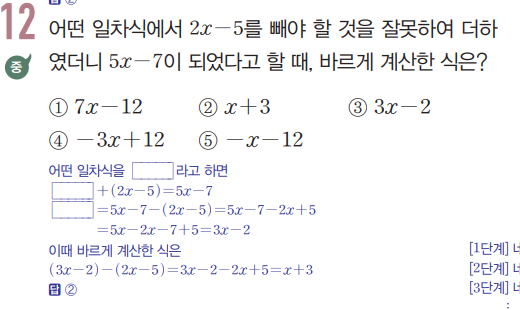 답 ②
12 어떤 일차식에서 2x-5를 빼야 할 것을 잘못하여 더하
중 였더니 5x-7이 되었다고 할 때, 바르게 계산한 식은?
① 7x-12 ② x+3 ③ 3x-2
④ -3x+12 ⑤ -x-12
어떤 일차식을 라고 하면
+(2x-5)=5x-7
=5x-7-(2x-5)=5x-7-2x+5
=5x-2x-7+5=3x-2
이때 바르게 계산한 식은
(3x-2)-(2x-5)=3x-2-2x+5=x+3
답 ②
[1단계]
[2단계]
[3단계]